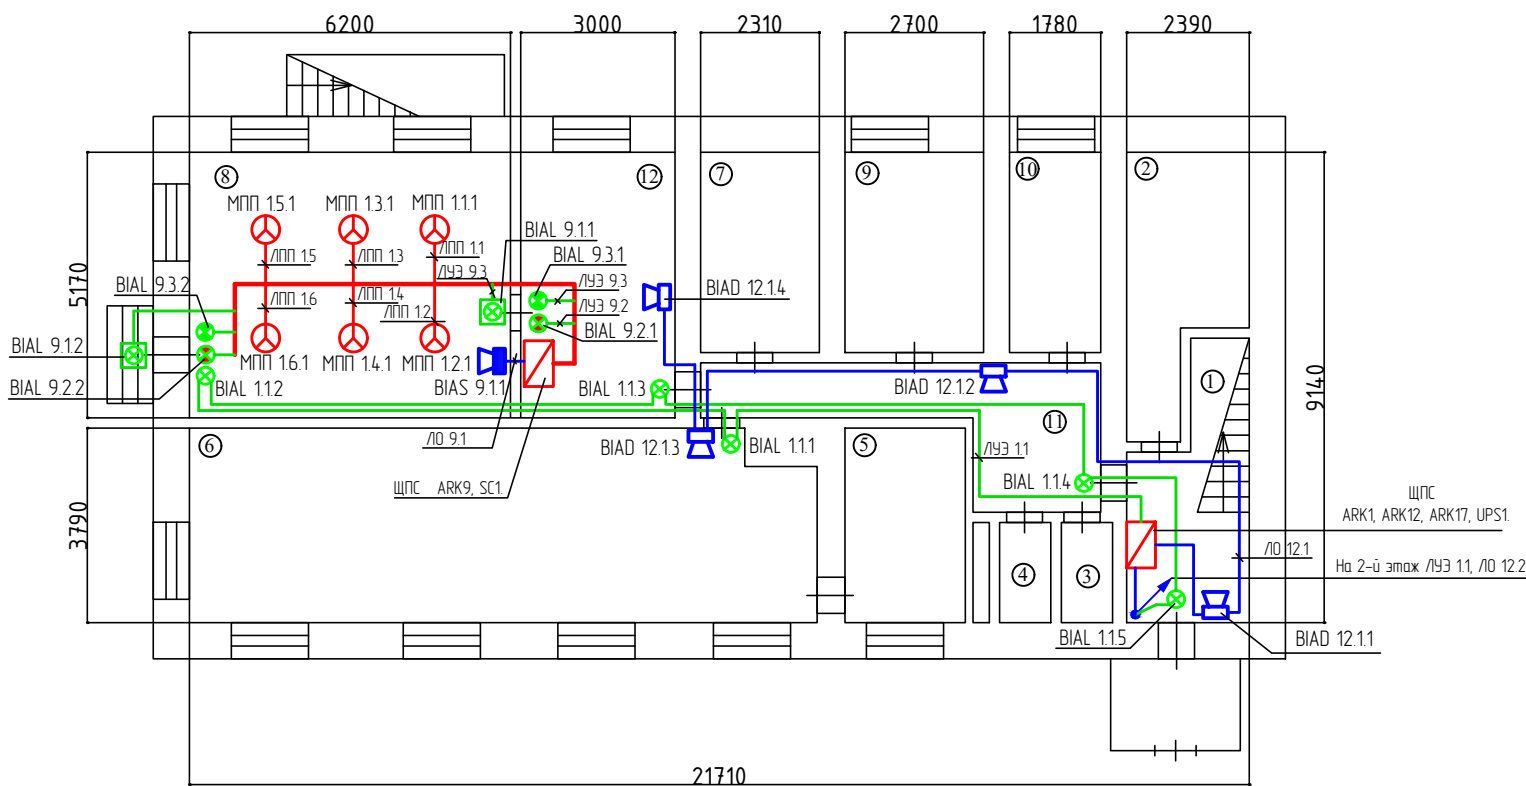 6200
3000
2310
2700
1780
2390
8
12
7
9
10
2
МПП 1.5.1
МПП 1.3.1
МПП 1.1.1
BIAL 9.1.1
ЛПП 1.5
ЛПП 1.3
ЛПП 1.1
BIAL 9.3.1
ЛУЭ 9.3
ЛУЭ 9.3
5170
BIAL 9.3.2
BIAD 12.1.4
ЛПП 1.6
ЛПП 1.4
ЛПП 1.2
ЛУЭ 9.2
BIAL 9.2.1
BIAL 9.1.2
МПП 1.6.1
МПП 1.4.1
МПП 1.2.1
BIAL 9.2.2
BIAL 1.1.2
BIAS 9.1.1
BIAL 1.1.3
BIAD 12.1.2
1
9140
11
ЛО 9.1
6
BIAD 12.1.3
BIAL 1.1.1
5
ЛУЭ 1.1
BIAL 1.1.4
ЩПС ARK9, SC1.
ЩПС
ARK1, ARK12, ARK17, UPS1.
3790
ЛО 12.1
На 2-й этаж ЛУЭ 1.1, ЛО 12.2
4
3
BIAL 1.1.5
BIAD 12.1.1
21710